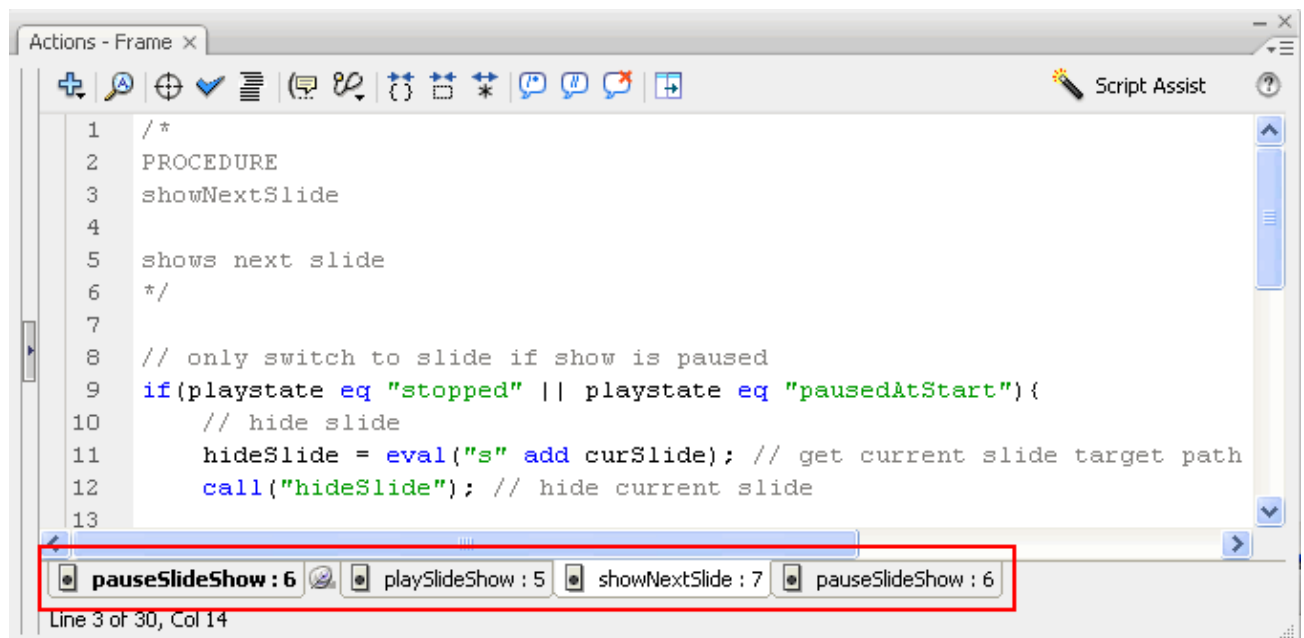 Actions - Frame
Script Assist
1 /*
2 PROCEDURE
3 showNextSlide
4
5 shows next slide
6 */
7
8 // only switch to slide if show is paused
9 if(playstate eq "stopped" || playstate eq "pausedAtStart"){
10 // hide slide
11 hideSlide = eval("s" add curSlide); // get current slide target path
12 call("hideSlide"); // hide current slide
13
pauseSlideShow : 6 playSlideShow : 5 showNextSlide : 7 pauseSlideShow : 6
Line 3 of 30, Col 14